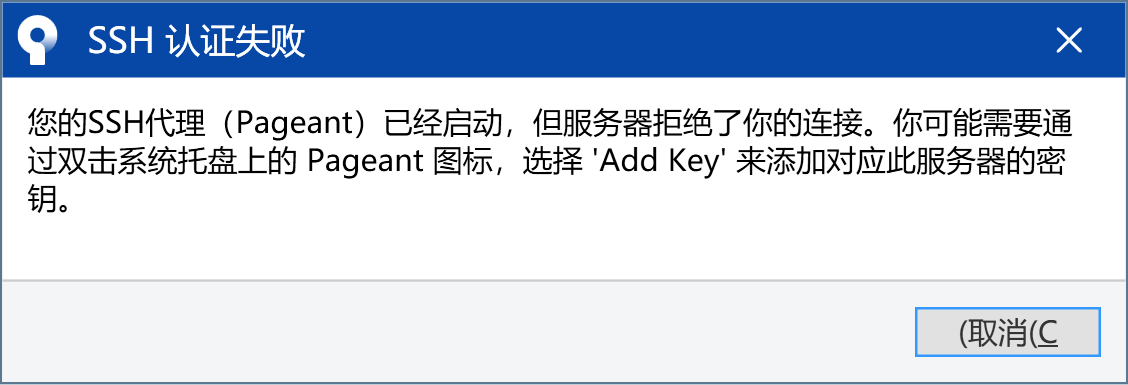 SSH 认证失败
您的SSH代理（Pageant）已经启动，但服务器拒绝了你的连接。你可能需要通
过双击系统托盘上的 Pageant 图标，选择 'Add Key' 来添加对应此服务器的密
钥。
(取消(C